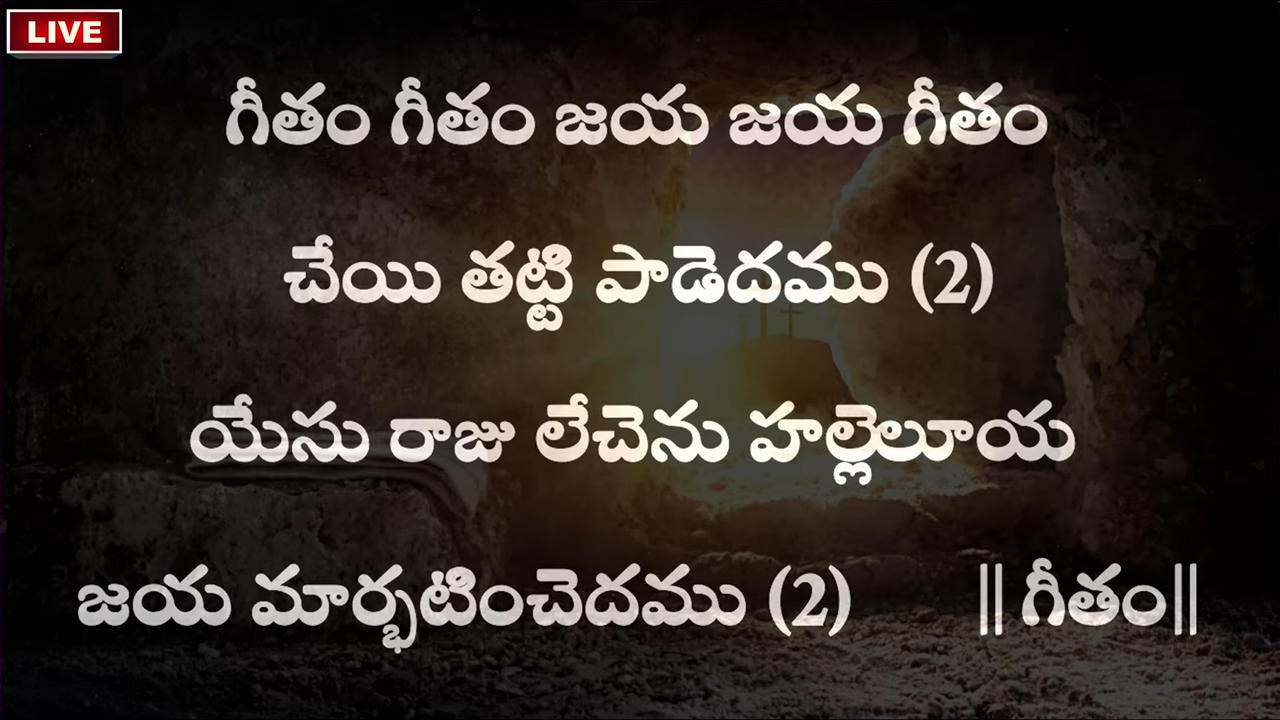 LIVE
గీతం గీతం జయ జయ గీతం
చేయి తట్టి పాడెదము (2)
యేసు రాజు లేచెను హల్లెలూయ
జయ మార్భటించెదము (2) || గీతం||